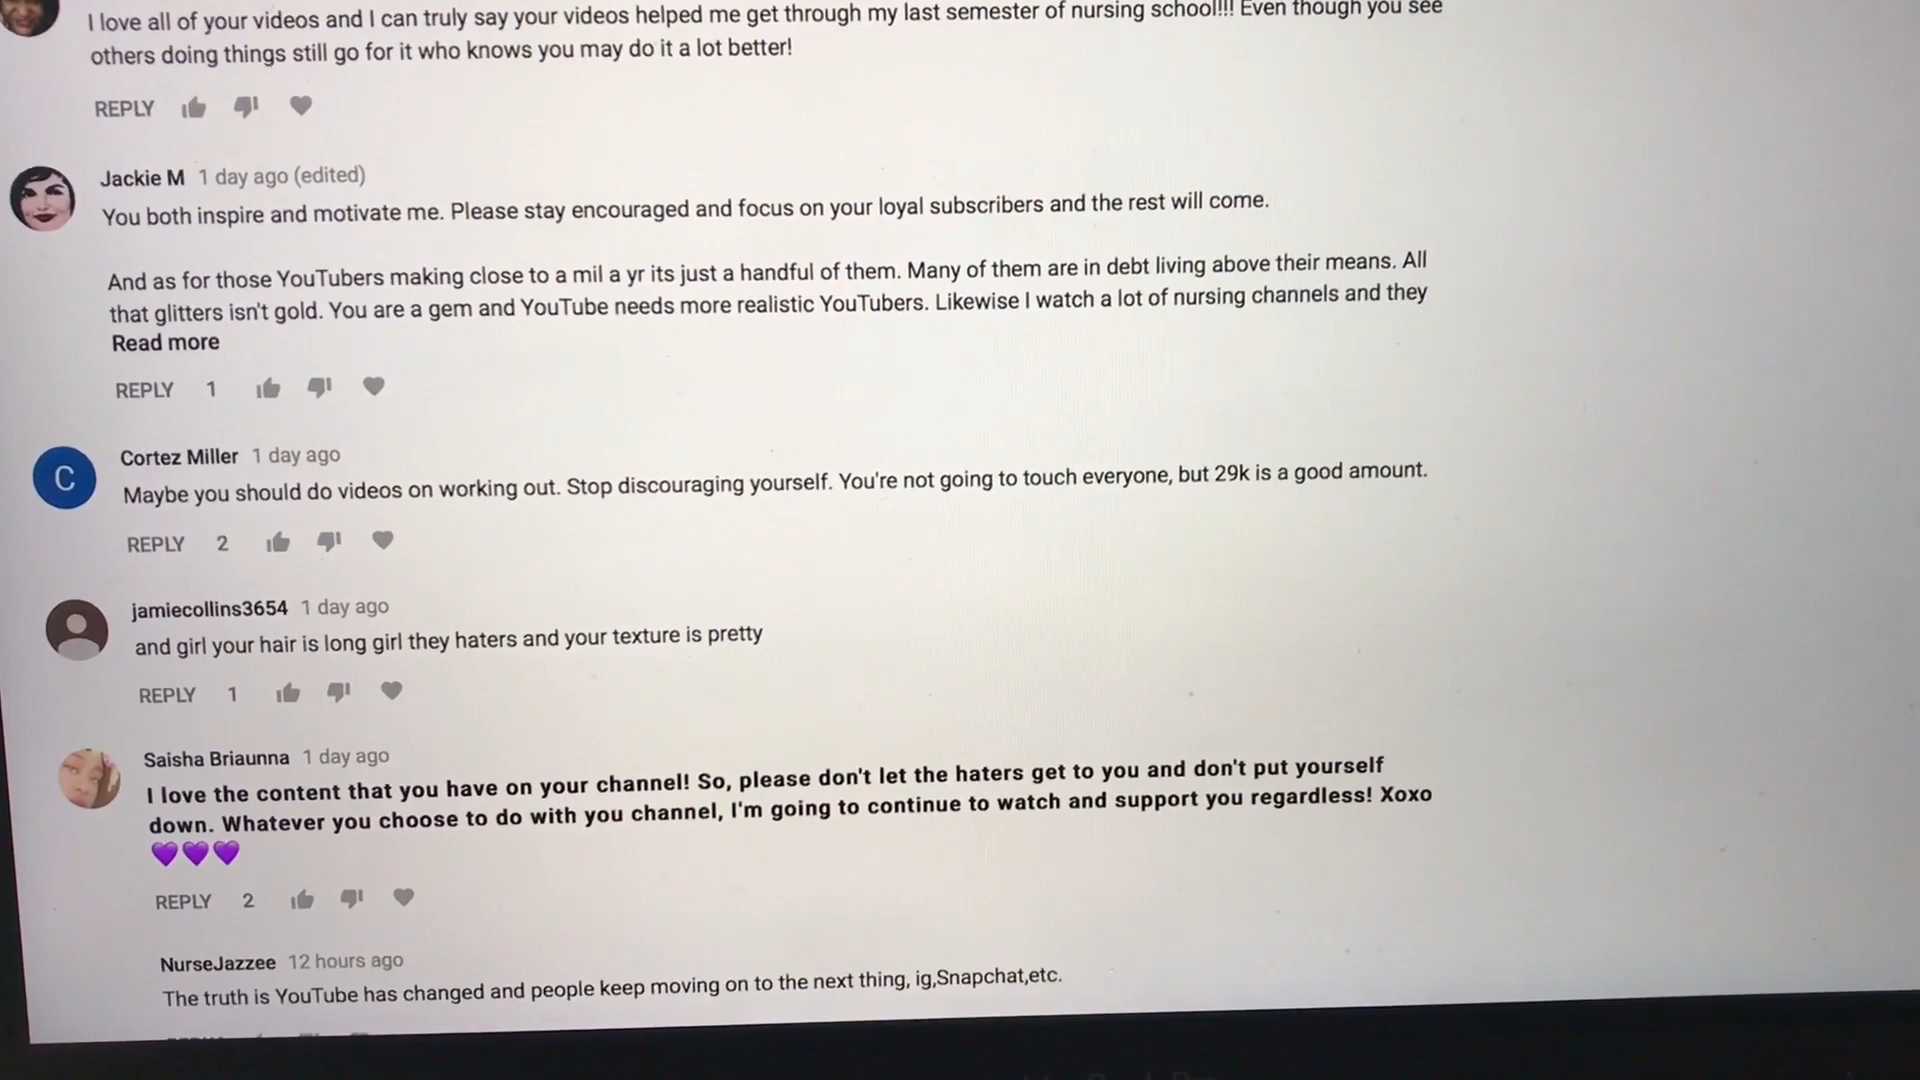 I love all of your videos and I can truly say your videos helped me get through my last semester of nursing school!!! Even though you see
others doing things still go for it who knows you may do it a lot better!
REPLY
Jackie M 1 day ago (edited)
You both inspire and motivate me. Please stay encouraged and focus on your loyal subscribers and the rest will come.
And as for those YouTubers making close to a mil a yr its just a handful of them. Many of them are in debt living above their means. All
that glitters isn't gold. You are a gem and YouTube needs more realistic YouTubers. Likewise I watch a lot of nursing channels and they
Read more
REPLY 1
C
Cortez Miller 1 day ago
Maybe you should do videos on working out. Stop discouraging yourself. You're not going to touch everyone, but 29k is a good amount.
REPLY 2
jamiecollins3654 1 day ago
and girl your hair is long girl they haters and your texture is pretty
REPLY 1
Saisha Briaunna 1 day ago
I love the content that you have on your channel! So, please don't let the haters get to you and don't put yourself
down. Whatever you choose to do with you channel, I'm going to continue to watch and support you regardless! Xoxo
💜💜💜
REPLY 2
NurseJazzee 12 hours ago
The truth is YouTube has changed and people keep moving on to the next thing, ig,Snapchat,etc.